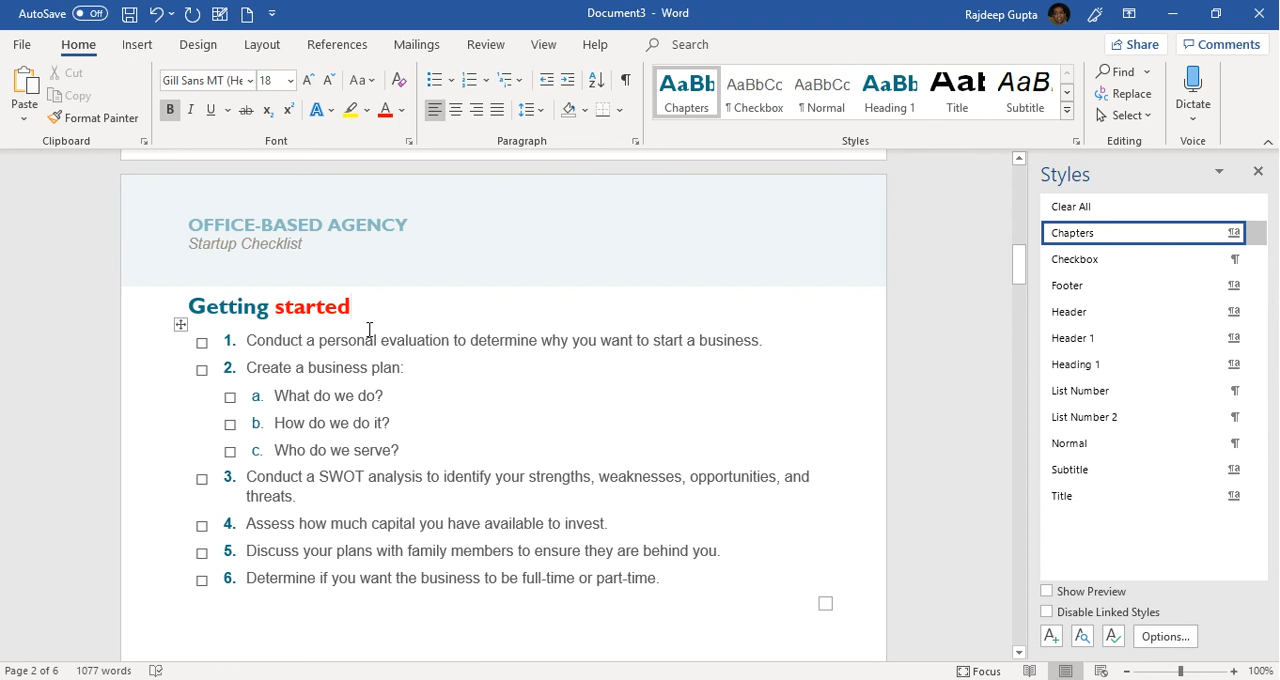 AutoSave Off
Document3 - Word
Rajdeep Gupta
File Home Insert Design Layout References Mailings Review View Help Search
Share Comments
Paste
Cut
Copy
Format Painter
Clipboard
Gill Sans MT (He 18
Font
Paragraph
AaBb AaBbCc AaBbCc AaBb AaB AaB.
Chapters ¶ Checkbox ¶ Normal Heading 1 Title Subtitle
Styles
Find
Replace
Select
Editing
Dictate
Voice
OFFICE-BASED AGENCY
Startup Checklist
Getting started
1. Conduct a personal evaluation to determine why you want to start a business.
2. Create a business plan:
a. What do we do?
b. How do we do it?
c. Who do we serve?
3. Conduct a SWOT analysis to identify your strengths, weaknesses, opportunities, and
threats.
4. Assess how much capital you have available to invest.
5. Discuss your plans with family members to ensure they are behind you.
6. Determine if you want the business to be full-time or part-time.
Styles
Clear All
Chapters
Checkbox
Footer
Header
Header 1
Heading 1
List Number
List Number 2
Normal
Subtitle
Title
Show Preview
Disable Linked Styles
Options...
Page 2 of 6 1077 words
Focus
100%